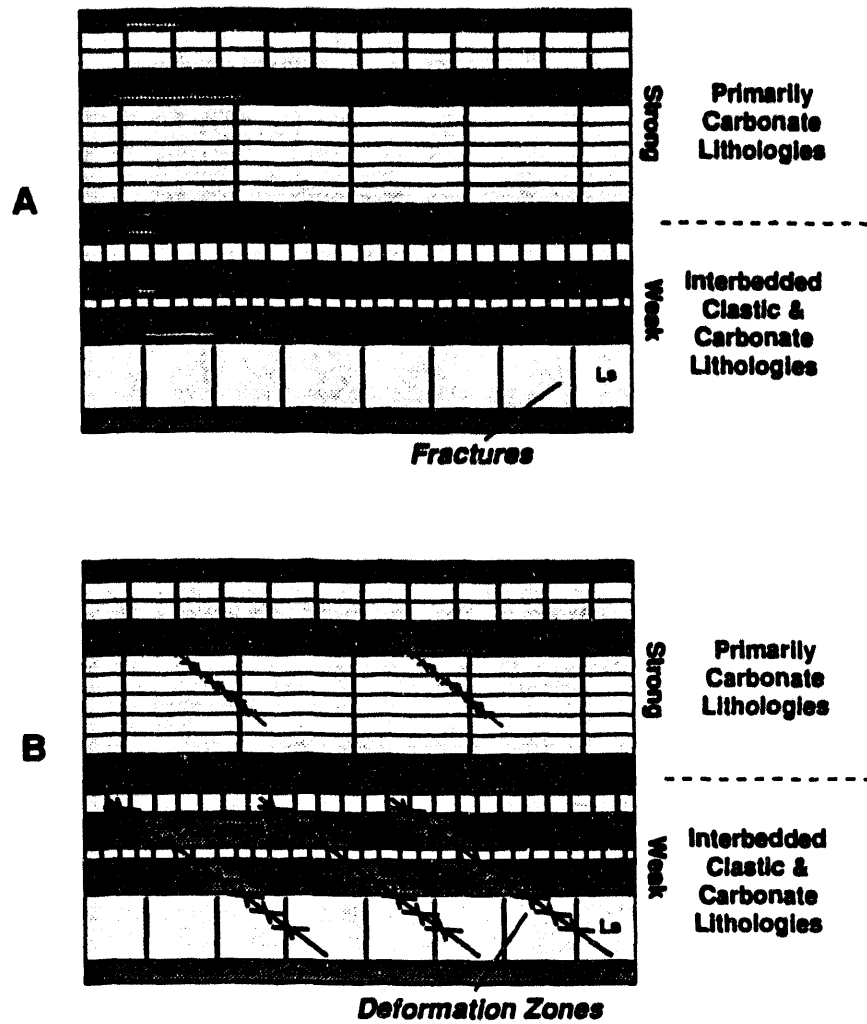 A
Strong
Primarily
Carbonate
Lithologies
Weak
Interbedded
Clastic &
Carbonate
Lithologies
Ls
Fractures
B
Strong
Primarily
Carbonate
Lithologies
Weak
Interbedded
Clastic &
Carbonate
Lithologies
Ls
Deformation Zones